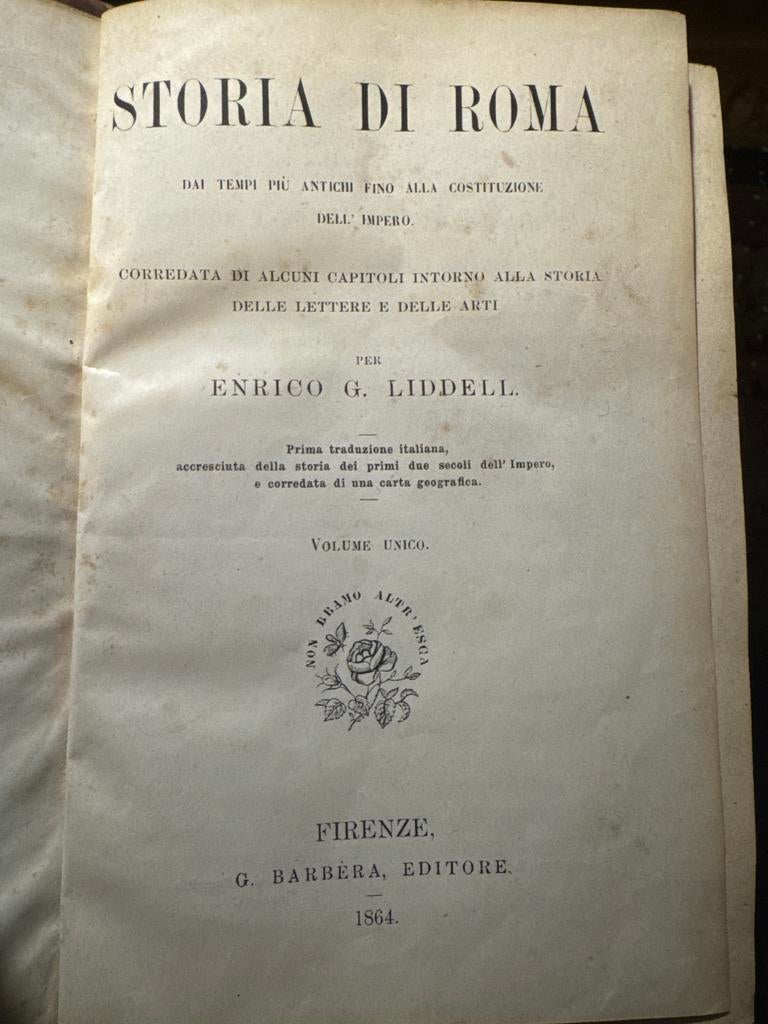 STORIA DI ROMA
DAI TEMPI PIÙ ANTICHI FINO ALLA COSTITUZIONE
DELL' IMPERO.
CORREDATA DI ALCUNI CAPITOLI INTORNO ALLA STORIA
DELLE LETTERE E DELLE ARTI
PER
ENRICO G. LIDDELL.
Prima traduzione italiana,
accresciuta della storia dei primi due secoli dell' Impero,
e corredata di una carta geografica.
VOLUME UNICO.
NON BRAMO ALTR' ESCA
FIRENZE,
G. BARBÈRA, EDITORE.
1864.